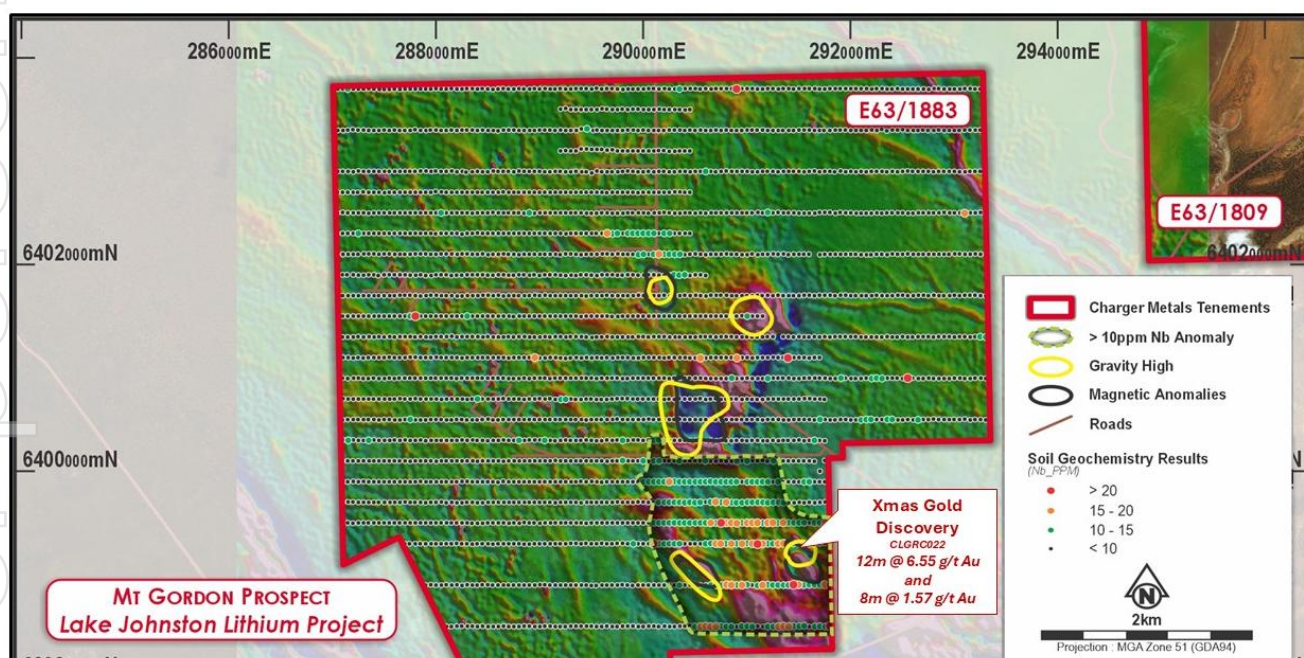 286000mE
288000mE
290000mE
292000mE
294000mE
E63/1883
E63/1809
6402000mN
6402000mN
6400000mN
N
Charger Metals Tenements
> 10ppm Nb Anomaly
Gravity High
Magnetic Anomalies
Roads
Soil Geochemistry Results
(Nb_PPM)
> 20
15 - 20
10 - 15
< 10
N
2km
Projection : MGA Zone 51 (GDA94)
Xmas Gold
Discovery
CLGRC022
12m @ 6.55 g/t Au
and
8m @ 1.57 g/t Au
MT GORDON PROSPECT
Lake Johnston Lithium Project